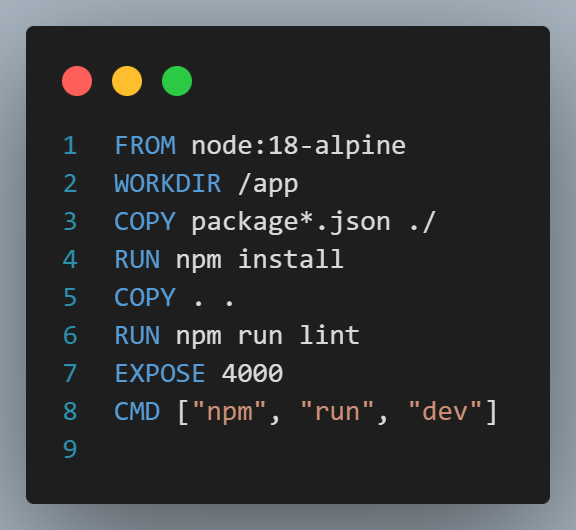 1 FROM node:18-alpine
2 WORKDIR /app
3 COPY package*.json ./
4 RUN npm install
5 COPY . .
6 RUN npm run lint
7 EXPOSE 4000
8 CMD ["npm", "run", "dev"]
9